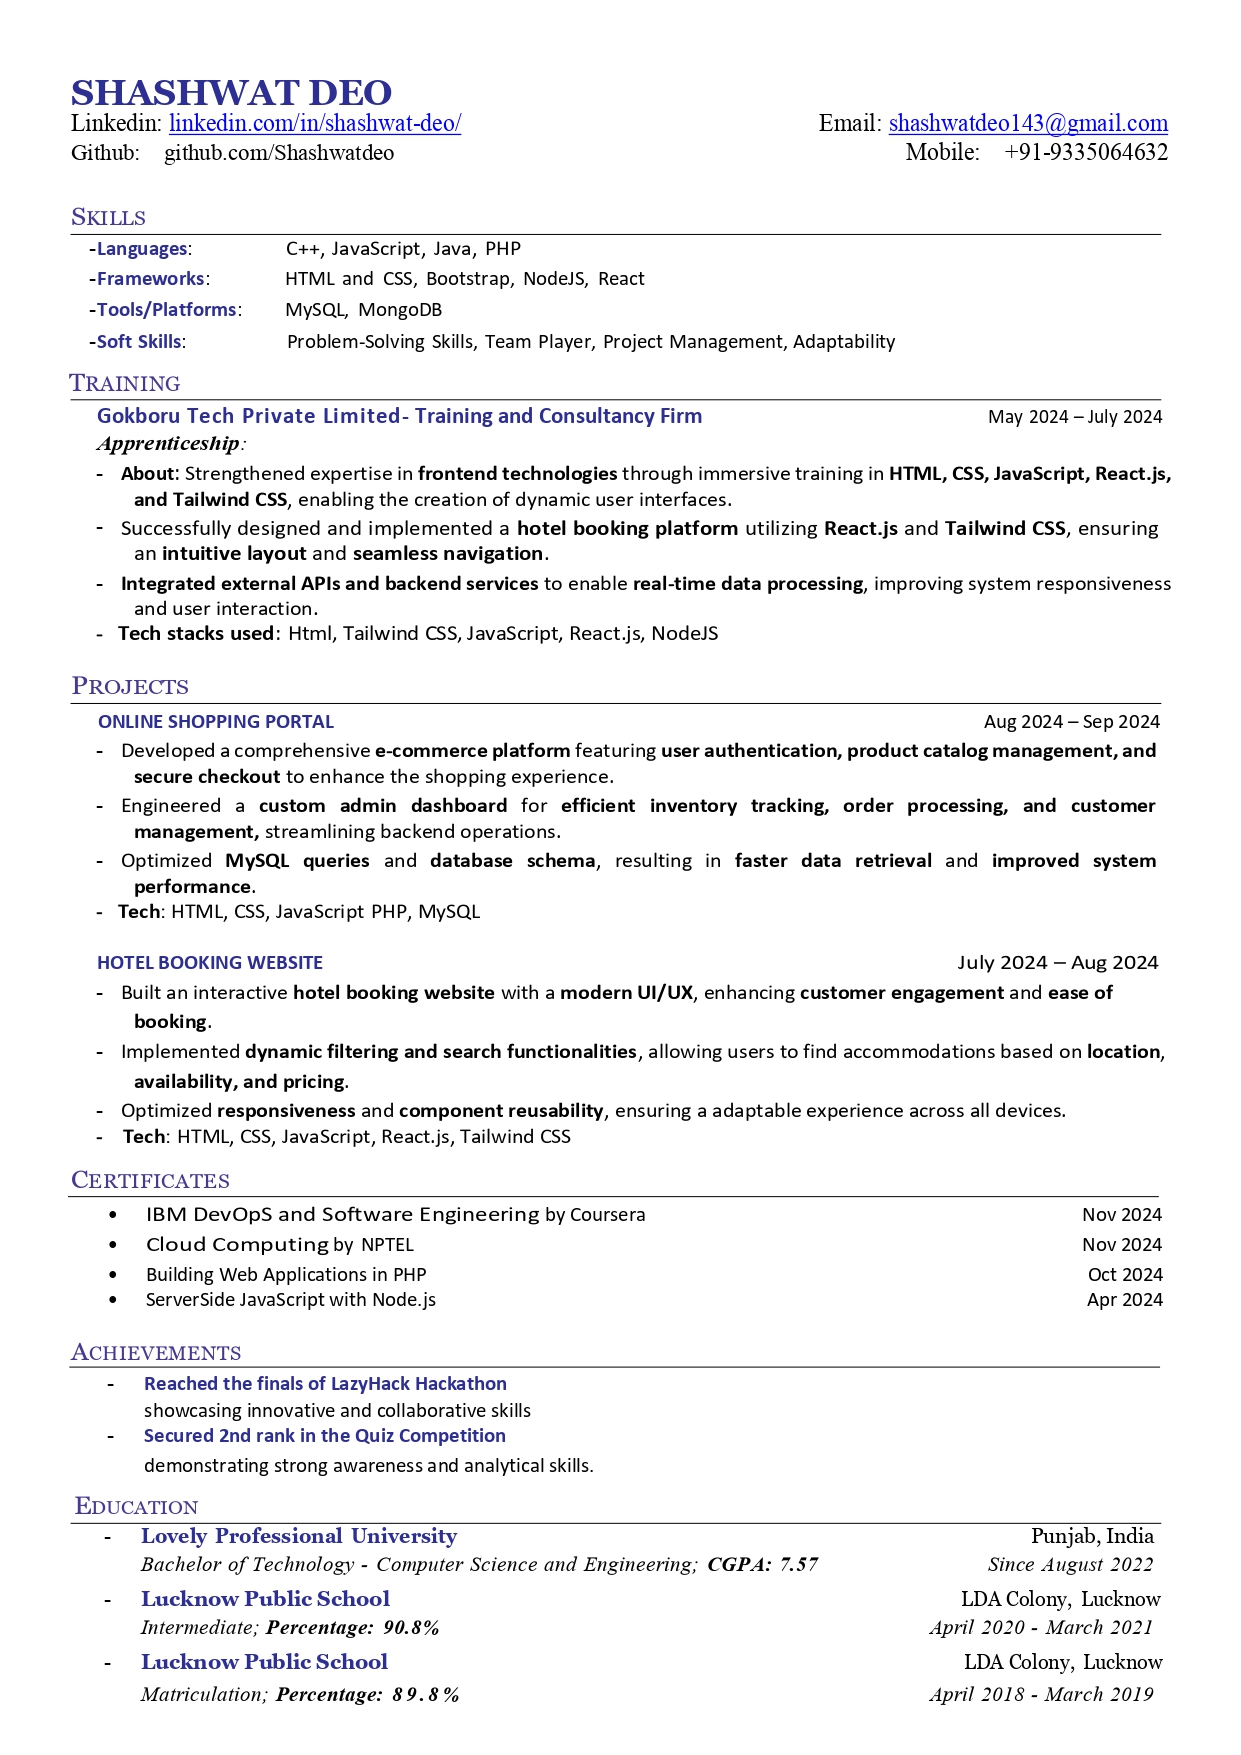 SHASHWAT DEO
Linkedin: linkedin.com/in/shashwat-deo/ Email: shashwatdeo143@gmail.com
Github: github.com/Shashwatdeo Mobile: +91-9335064632
SKILLS
-Languages: C++, JavaScript, Java, PHP
-Frameworks: HTML and CSS, Bootstrap, NodeJS, React
-Tools/Platforms: MySQL, MongoDB
-Soft Skills: Problem-Solving Skills, Team Player, Project Management, Adaptability
TRAINING
Gokboru Tech Private Limited- Training and Consultancy Firm May 2024 – July 2024
Apprenticeship:
- About: Strengthened expertise in frontend technologies through immersive training in HTML, CSS, JavaScript, React.js,
and Tailwind CSS, enabling the creation of dynamic user interfaces.
- Successfully designed and implemented a hotel booking platform utilizing React.js and Tailwind CSS, ensuring
an intuitive layout and seamless navigation.
- Integrated external APIs and backend services to enable real-time data processing, improving system responsiveness
and user interaction.
- Tech stacks used: Html, Tailwind CSS, JavaScript, React.js, NodeJS
PROJECTS
ONLINE SHOPPING PORTAL Aug 2024 – Sep 2024
- Developed a comprehensive e-commerce platform featuring user authentication, product catalog management, and
secure checkout to enhance the shopping experience.
- Engineered a custom admin dashboard for efficient inventory tracking, order processing, and customer
management, streamlining backend operations.
- Optimized MySQL queries and database schema, resulting in faster data retrieval and improved system
performance.
- Tech: HTML, CSS, JavaScript PHP, MySQL
HOTEL BOOKING WEBSITE July 2024 – Aug 2024
- Built an interactive hotel booking website with a modern UI/UX, enhancing customer engagement and ease of
booking.
- Implemented dynamic filtering and search functionalities, allowing users to find accommodations based on location,
availability, and pricing.
- Optimized responsiveness and component reusability, ensuring a adaptable experience across all devices.
- Tech: HTML, CSS, JavaScript, React.js, Tailwind CSS
CERTIFICATES
• IBM DevOpS and Software Engineering by Coursera Nov 2024
• Cloud Computing by NPTEL Nov 2024
• Building Web Applications in PHP Oct 2024
• ServerSide JavaScript with Node.js Apr 2024
ACHIEVEMENTS
- Reached the finals of LazyHack Hackathon
showcasing innovative and collaborative skills
- Secured 2nd rank in the Quiz Competition
demonstrating strong awareness and analytical skills.
EDUCATION
- Lovely Professional University Punjab, India
Bachelor of Technology - Computer Science and Engineering; CGPA: 7.57 Since August 2022
- Lucknow Public School LDA Colony, Lucknow
Intermediate; Percentage: 90.8% April 2020 - March 2021
- Lucknow Public School LDA Colony, Lucknow
Matriculation; Percentage: 89.8% April 2018 - March 2019